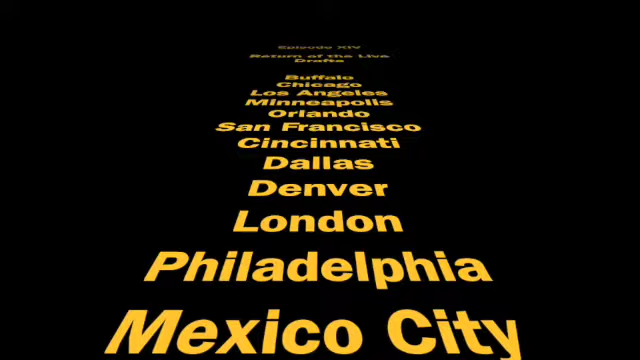 Episode XIV
Return of the Live
Drafts
Buffalo
Chicago
Los Angeles
Minneapolis
Orlando
San Francisco
Cincinnati
Dallas
Denver
London
Philadelphia
Mexico City